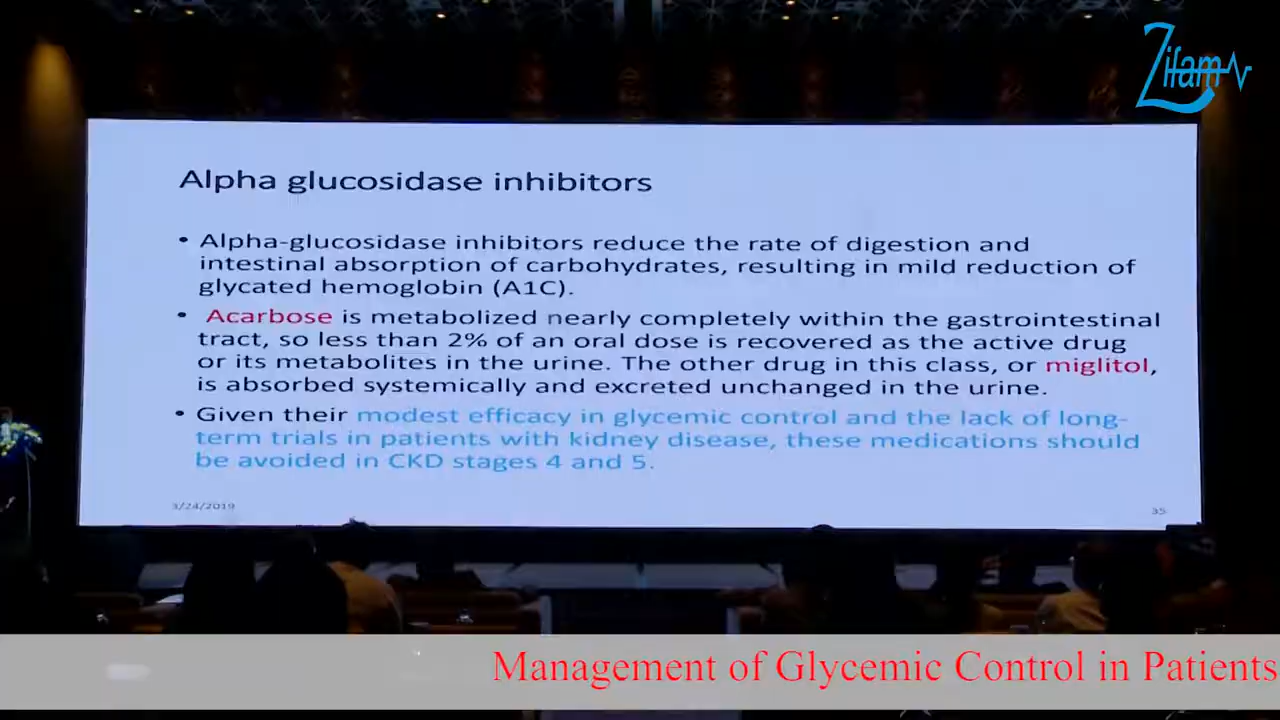 Zifam
Alpha glucosidase inhibitors
• Alpha-glucosidase inhibitors reduce the rate of digestion and
intestinal absorption of carbohydrates, resulting in mild reduction of
glycated hemoglobin (A1C).
• Acarbose is metabolized nearly completely within the gastrointestinal
tract, so less than 2% of an oral dose is recovered as the active drug
or its metabolites in the urine. The other drug in this class, or miglitol,
is absorbed systemically and excreted unchanged in the urine.
• Given their modest efficacy in glycemic control and the lack of long-
term trials in patients with kidney disease, these medications should
be avoided in CKD stages 4 and 5.
3/24/2019
35
Management of Glycemic Control in Patients